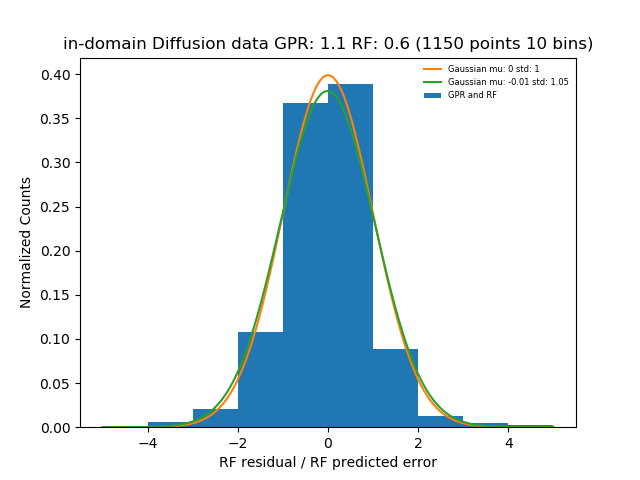 in-domain Diffusion data GPR: 1.1 RF: 0.6 (1150 points 10 bins)
Gaussian mu: 0 std: 1
Gaussian mu: -0.01 std: 1.05
GPR and RF
Normalized Counts
0.40
0.35
0.30
0.25
0.20
0.15
0.10
0.05
0.00
−4 −2 0 2 4
RF residual / RF predicted error